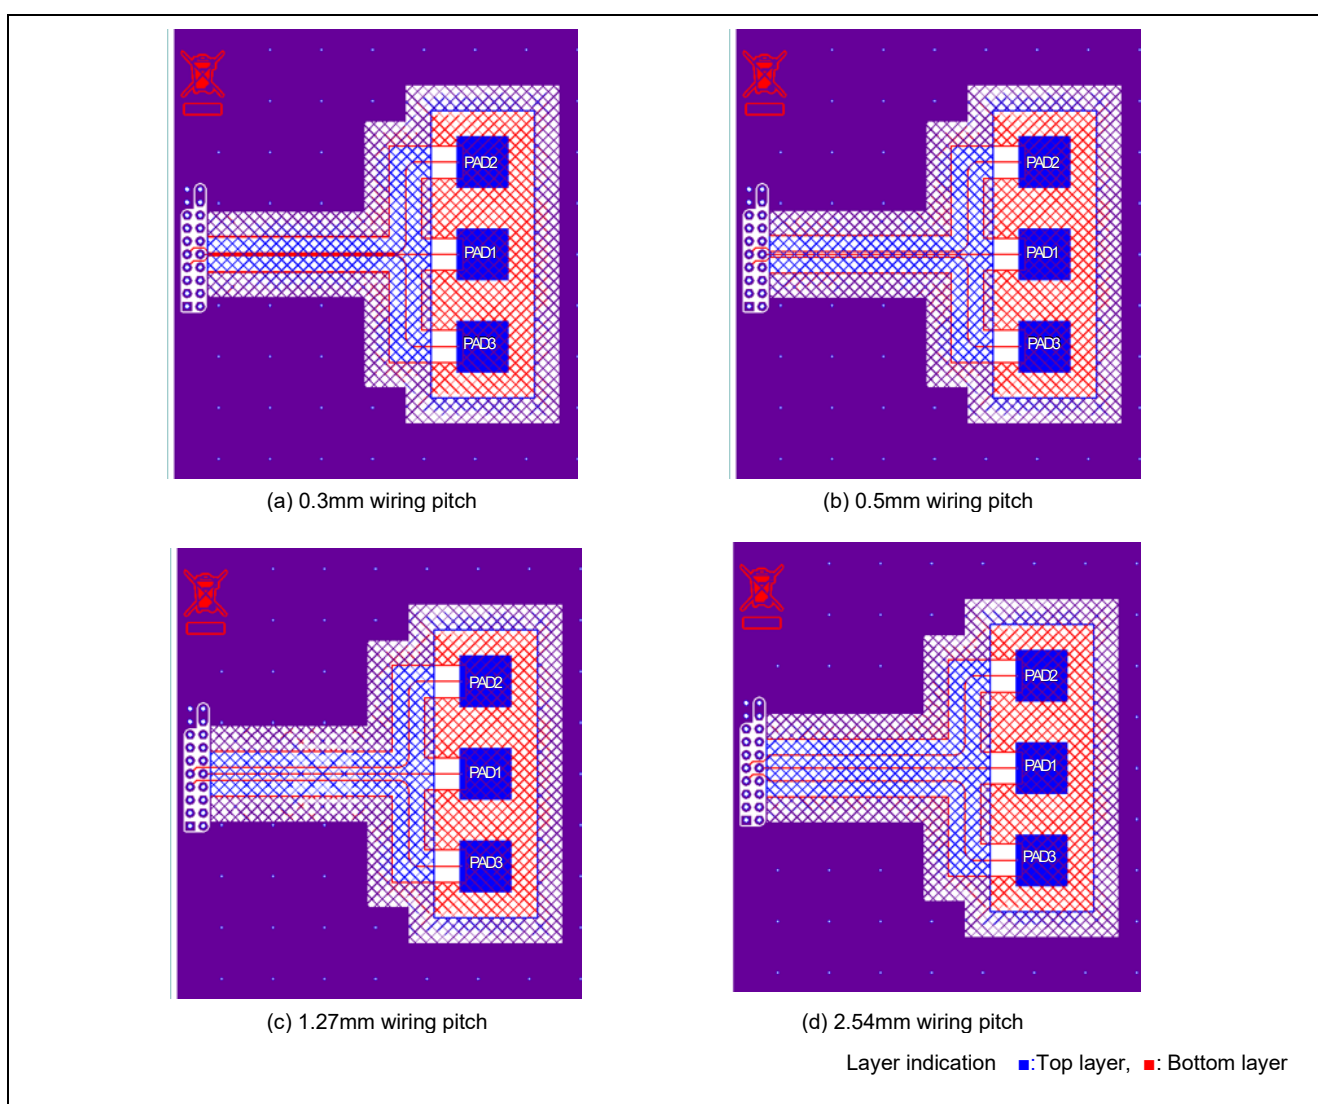 PAD2
PAD1
PAD3
PAD2
PAD1
PAD3
(a) 0.3mm wiring pitch
(b) 0.5mm wiring pitch
PAD2
PAD1
PAD3
PAD2
PAD1
PAD3
(c) 1.27mm wiring pitch
(d) 2.54mm wiring pitch
Layer indication ■:Top layer, ■: Bottom layer